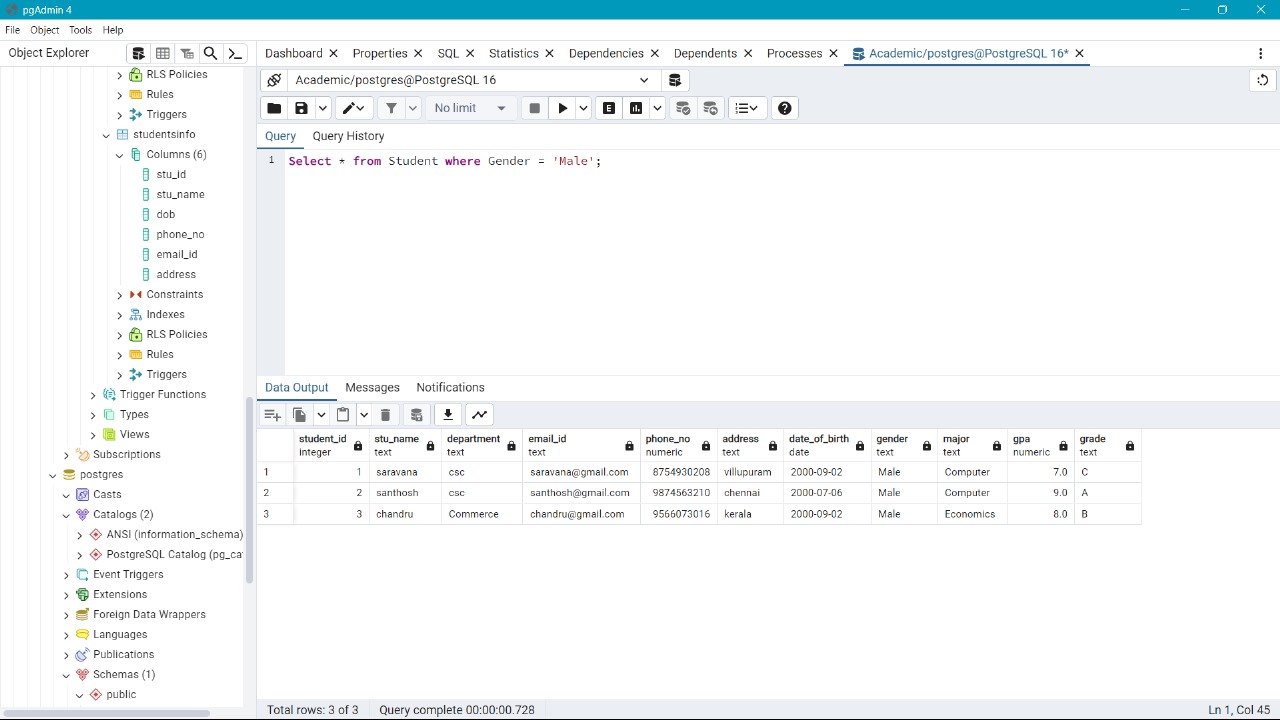 pgAdmin 4
File Object Tools Help
Object Explorer
Dashboard Properties SQL Statistics Dependencies Dependents Processes Academic/postgres@PostgreSQL 16*
RLS Policies
Rules
Triggers
studentsinfo
Columns (6)
stu_id
stu_name
dob
phone_no
email_id
address
Constraints
Indexes
RLS Policies
Rules
Triggers
Trigger Functions
Types
Views
Subscriptions
postgres
Casts
Catalogs (2)
ANSI (information_schema)
PostgreSQL Catalog (pg_ca
Event Triggers
Extensions
Foreign Data Wrappers
Languages
Publications
Schemas (1)
public
Academic/postgres@PostgreSQL 16
No limit E
Query Query History
1 Select * from Student where Gender = 'Male';
Data Output Messages Notifications
student_id stu_name department email_id phone_no address date_of_birth gender major gpa grade
integer text text text numeric text date text text numeric text
1 1 saravana csc saravana@gmail.com 8754930208 villupuram 2000-09-02 Male Computer 7.0 C
2 2 santhosh csc santhosh@gmail.com 9874563210 chennai 2000-07-06 Male Computer 9.0 A
3 3 chandru Commerce chandru@gmail.com 9566073016 kerala 2000-09-02 Male Economics 8.0 B
Total rows: 3 of 3 Query complete 00:00:00.728 Ln 1, Col 45